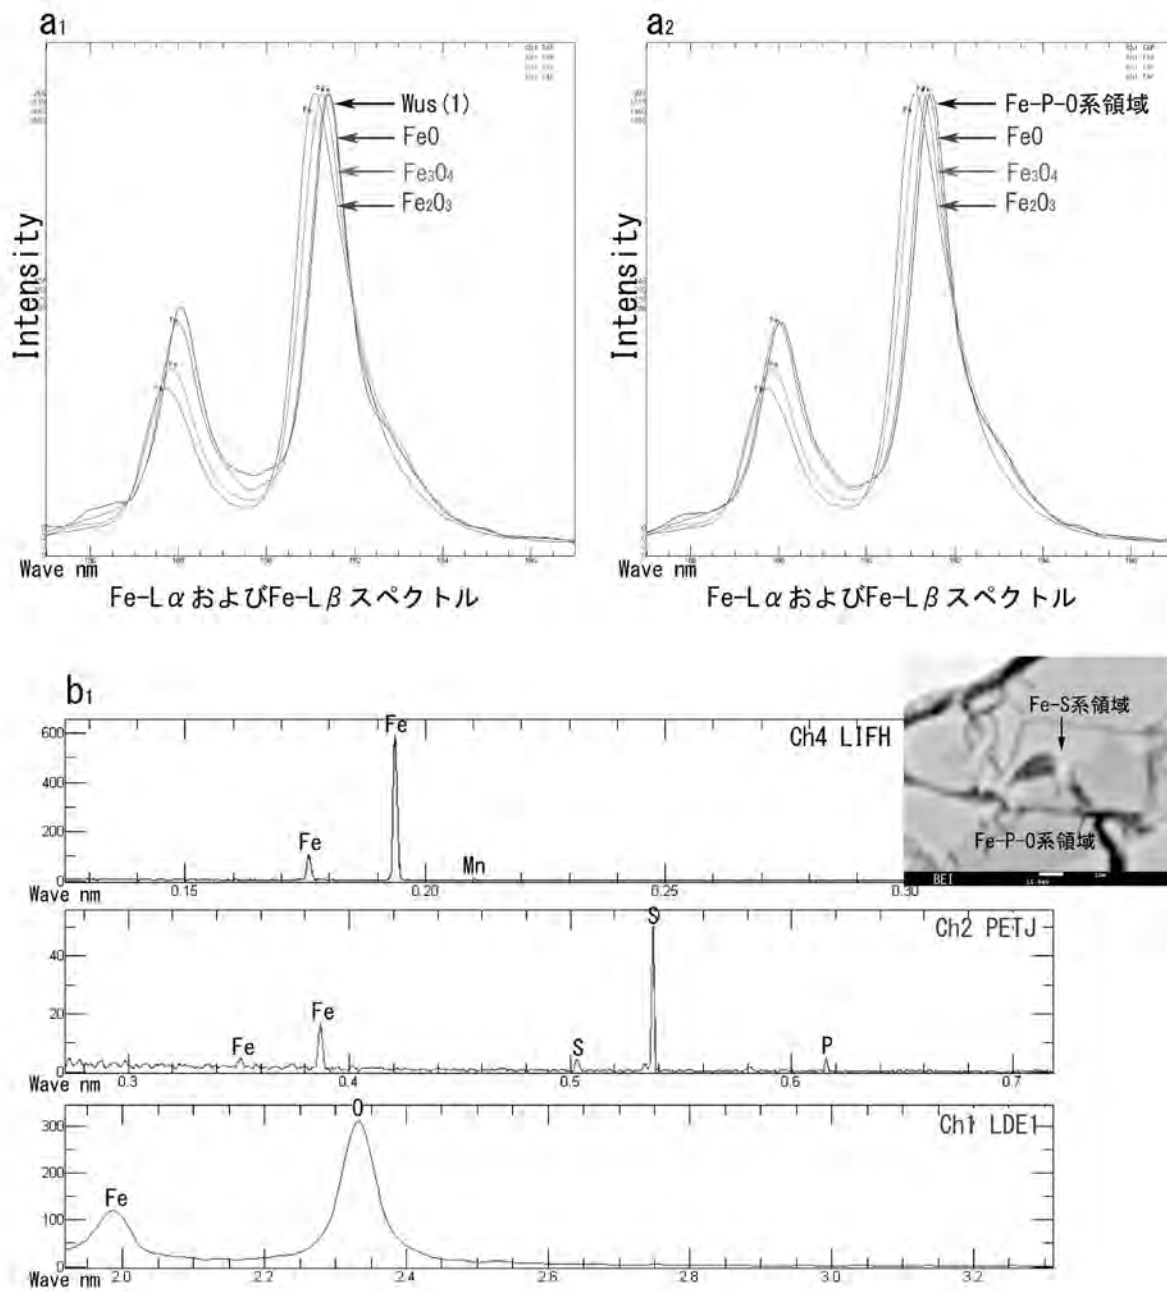 a1
Wus(1)
FeO
Fe3O4
Fe2O3
Intensity
Wave nm
Fe-LαおよびFe-Lβスペクトル
a2
Fe-P-O系領域
FeO
Fe3O4
Fe2O3
Intensity
Wave nm
Fe-LαおよびFe-Lβスペクトル
b1
Fe
Ch4 LIFH
600
400
200
0
Fe
Mn
0.15 0.20 0.25 0.30
Wave nm
Fe-S系領域
Fe-P-O系領域
BEI
S
Ch2 PETJ
40
20
0
Fe
Fe
S
P
0.3 0.4 0.5 0.6 0.7
Wave nm
O
Ch1 LDE1
300
200
100
0
Fe
2.0 2.2 2.4 2.6 2.8 3.0 3.2
Wave nm